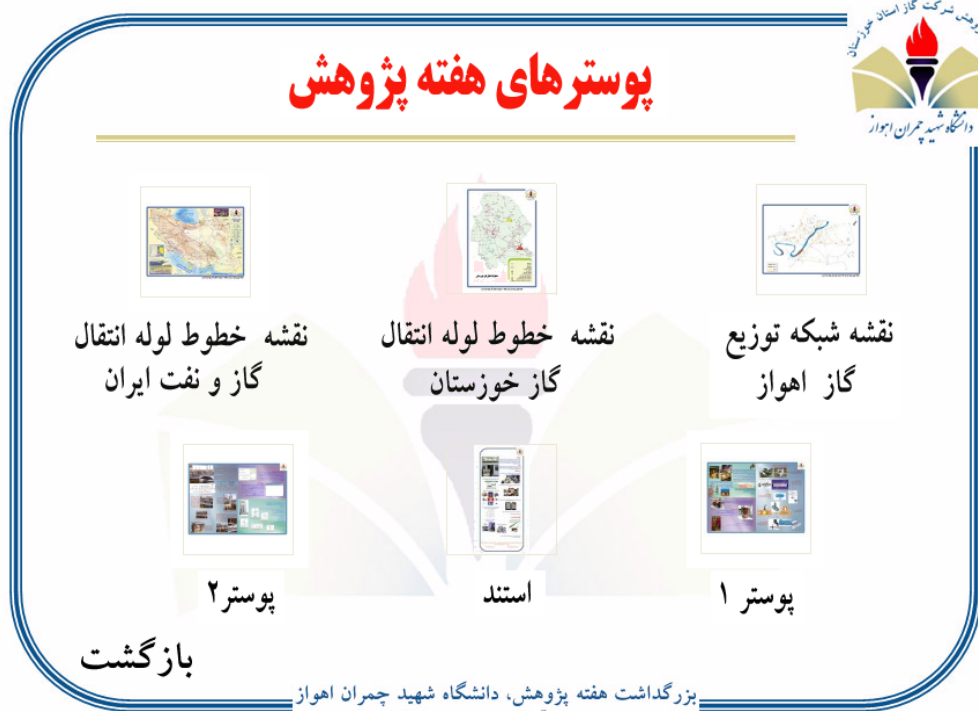 پژوهش شرکت گاز استان خوزستان
دانشگاه شهید چمران اهواز
پوسترهای هفته پژوهش
نقشه شبکه توزیع
گاز اهواز
نقشه خطوط لوله انتقال
گاز خوزستان
نقشه خطوط لوله انتقال
گاز و نفت ایران
پوستر ۱
استند
پوستر۲
بازگشت
بزرگداشت هفته پژوهش، دانشگاه شهید چمران اهواز